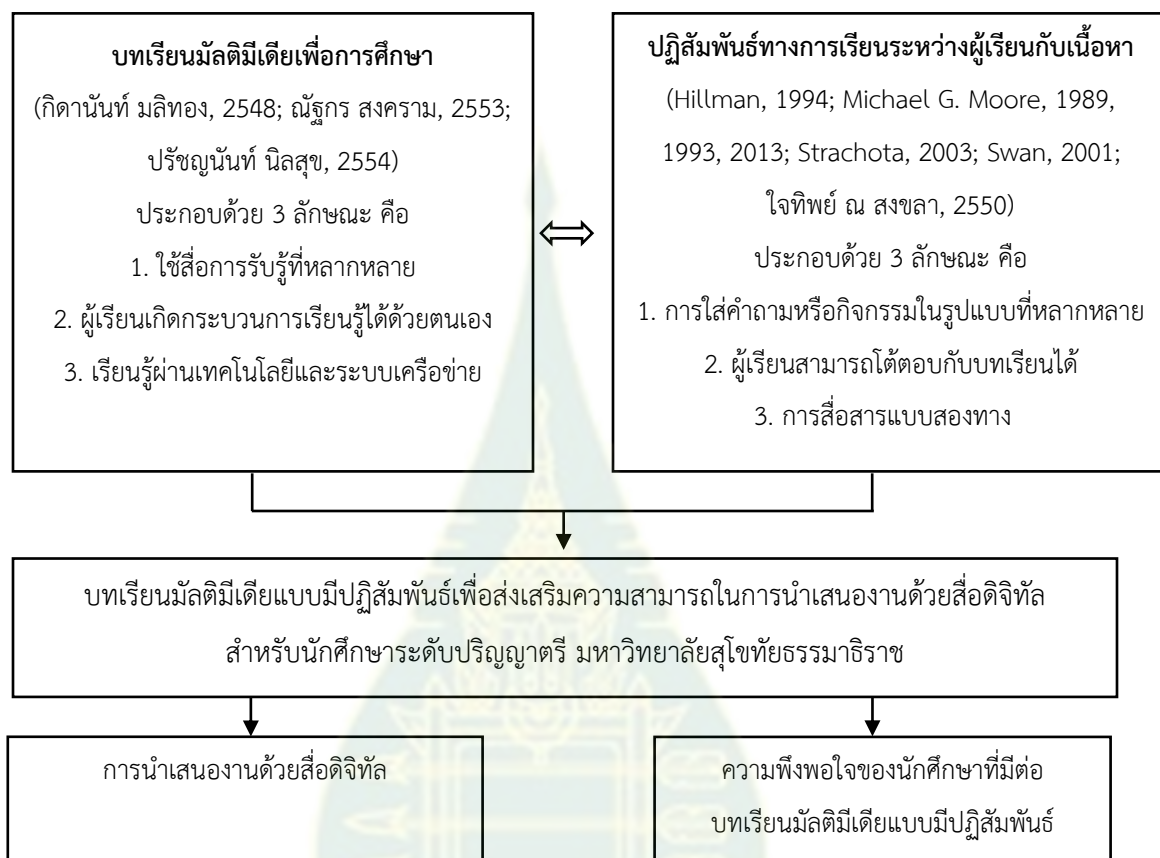 บทเรียนมัลติมีเดียเพื่อการศึกษา
(กิดานันท์ มลิทอง, 2548; ณัฐกร สงคราม, 2553;
ปรัชญนันท์ นิลสุข, 2554)
ประกอบด้วย 3 ลักษณะ คือ
1. ใช้สื่อการรับรู้ที่หลากหลาย
2. ผู้เรียนเกิดกระบวนการเรียนรู้ได้ด้วยตนเอง
3. เรียนรู้ผ่านเทคโนโลยีและระบบเครือข่าย
ปฏิสัมพันธ์ทางการเรียนระหว่างผู้เรียนกับเนื้อหา
(Hillman, 1994; Michael G. Moore, 1989,
1993, 2013; Strachota, 2003; Swan, 2001;
ใจทิพย์ ณ สงขลา, 2550)
ประกอบด้วย 3 ลักษณะ คือ
1. การใส่คำถามหรือกิจกรรมในรูปแบบที่หลากหลาย
2. ผู้เรียนสามารถโต้ตอบกับบทเรียนได้
3. การสื่อสารแบบสองทาง
บทเรียนมัลติมีเดียแบบมีปฏิสัมพันธ์เพื่อส่งเสริมความสามารถในการนำเสนองานด้วยสื่อดิจิทัล
สำหรับนักศึกษาระดับปริญญาตรี มหาวิทยาลัยสุโขทัยธรรมาธิราช
การนำเสนองานด้วยสื่อดิจิทัล
ความพึงพอใจของนักศึกษาที่มีต่อ
บทเรียนมัลติมีเดียแบบมีปฏิสัมพันธ์